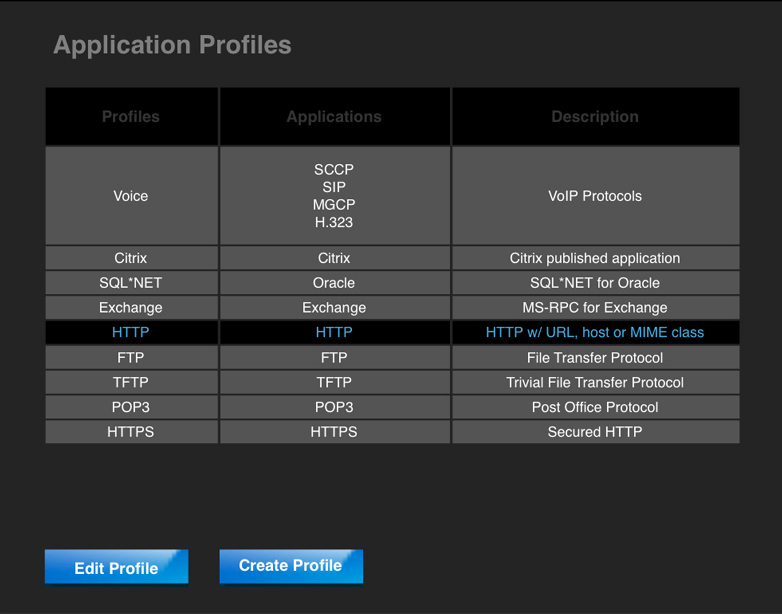 Application Profiles
Profiles Applications Description
Voice SCCP SIP MGCP H.323 VoIP Protocols
Citrix Citrix Citrix published application
SQL*NET Oracle SQL*NET for Oracle
Exchange Exchange MS-RPC for Exchange
HTTP HTTP HTTP w/ URL, host or MIME class
FTP FTP File Transfer Protocol
TFTP TFTP Trivial File Transfer Protocol
POP3 POP3 Post Office Protocol
HTTPS HTTPS Secured HTTP
Edit Profile Create Profile